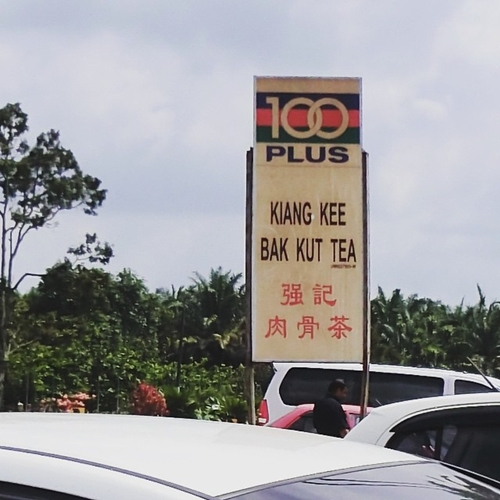 100
PLUS
KIANG KEE
BAK KUT TEA
强記
肉骨茶